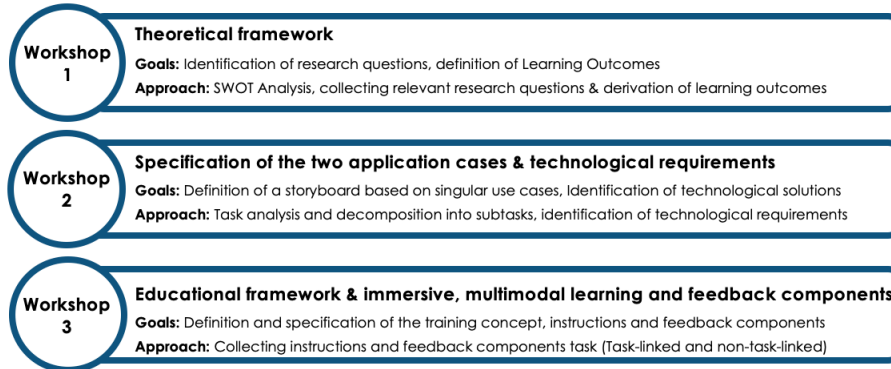 Workshop
1
Theoretical framework
Goals: Identification of research questions, definition of Learning Outcomes
Approach: SWOT Analysis, collecting relevant research questions & derivation of learning outcomes
Workshop
2
Specification of the two application cases & technological requirements
Goals: Definition of a storyboard based on singular use cases, Identification of technological solutions
Approach: Task analysis and decomposition into subtasks, identification of technological requirements
Workshop
3
Educational framework & immersive, multimodal learning and feedback components
Goals: Definition and specification of the training concept, instructions and feedback components
Approach: Collecting instructions and feedback components task (Task-linked and non-task-linked)